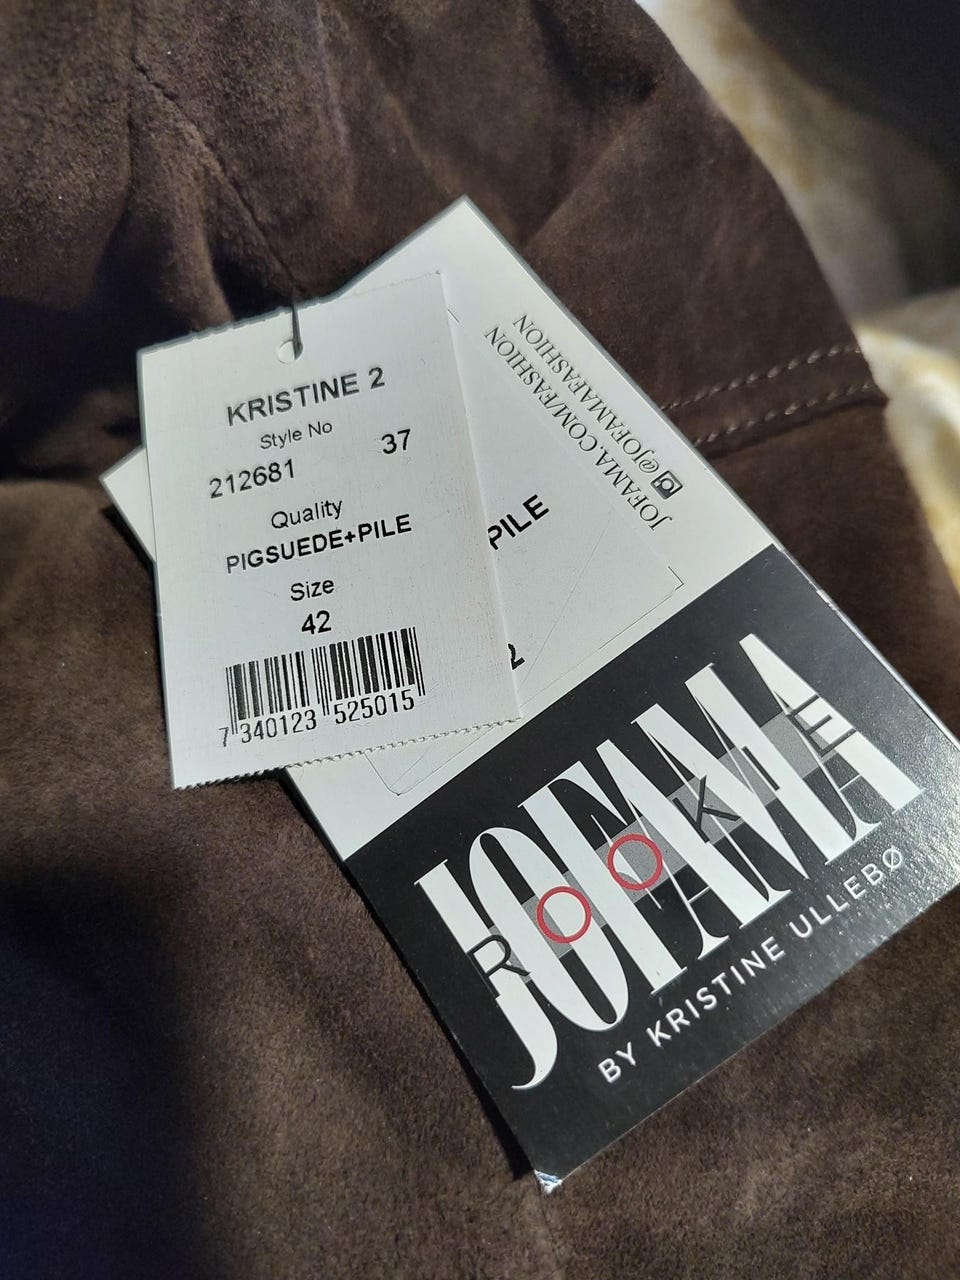 KRISTINE 2
Style No
212681 37
Quality
PIGSUEDE+PILE
Size
42
7 340123 525015
JOFAMA.COM/FASHION
@JOFAMAFASHION
PILE
2
JOFAMA
ROOKIE
BY KRISTINE ULLEBØ